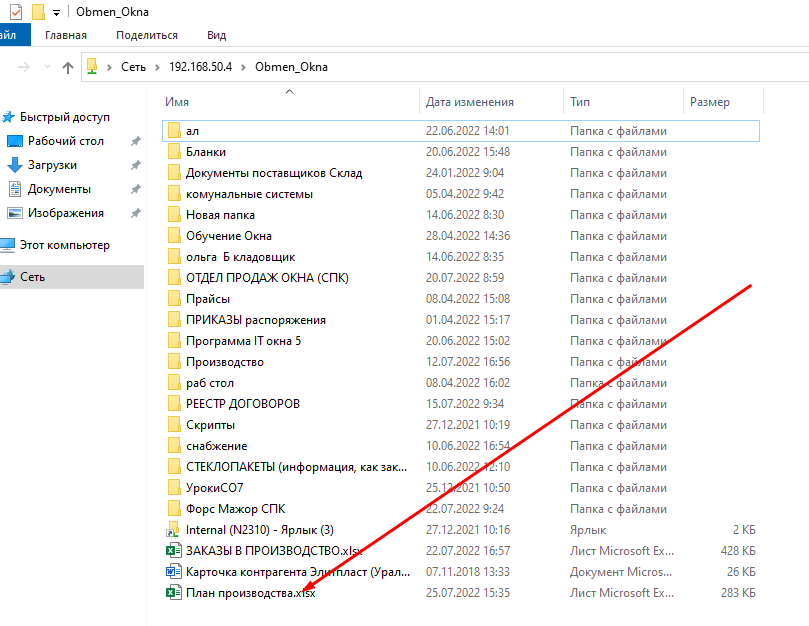 Obmen_Okna
айл Главная Поделиться Вид
Сеть 192.168.50.4 Obmen_Okna
Имя Дата изменения Тип Размер
Быстрый доступ
Рабочий стол
Загрузки
Документы
Изображения
Этот компьютер
Сеть
ал 22.06.2022 14:01 Папка с файлами
Бланки 20.06.2022 15:48 Папка с файлами
Документы поставщиков Склад 24.01.2022 9:04 Папка с файлами
комунальные системы 05.04.2022 9:42 Папка с файлами
Новая папка 14.06.2022 8:30 Папка с файлами
Обучение Окна 28.04.2022 14:36 Папка с файлами
ольга Б кладовщик 14.06.2022 8:35 Папка с файлами
ОТДЕЛ ПРОДАЖ ОКНА (СПК) 20.07.2022 8:59 Папка с файлами
Прайсы 08.04.2022 15:08 Папка с файлами
ПРИКАЗЫ распоряжения 01.04.2022 15:17 Папка с файлами
Программа IT окна 5 20.06.2022 15:02 Папка с файлами
Производство 12.07.2022 16:56 Папка с файлами
раб стол 08.04.2022 16:02 Папка с файлами
РЕЕСТР ДОГОВОРОВ 15.07.2022 9:34 Папка с файлами
Скрипты 27.12.2021 10:19 Папка с файлами
снабжение 10.06.2022 16:54 Папка с файлами
СТЕКЛОПАКЕТЫ (информация, как зак... 10.06.2022 12:10 Папка с файлами
УрокиСО7 25.12.2021 10:50 Папка с файлами
Форс Мажор СПК 22.07.2022 9:24 Папка с файлами
Internal (N2310) - Ярлык (3) 27.12.2021 10:16 Ярлык 2 КБ
ЗАКАЗЫ В ПРОИЗВОДСТВО.xlsx 22.07.2022 16:57 Лист Microsoft Ex... 428 КБ
Карточка контрагента Элитпласт (Урал... 07.11.2018 13:33 Документ Micros... 26 КБ
План производства.xlsx 25.07.2022 15:35 Лист Microsoft Ex... 283 КБ